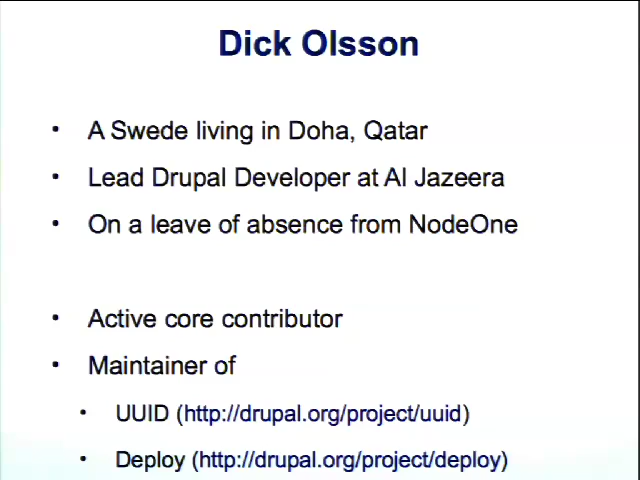 Dick Olsson
• A Swede living in Doha, Qatar
• Lead Drupal Developer at Al Jazeera
• On a leave of absence from NodeOne
• Active core contributor
• Maintainer of
• UUID (http://drupal.org/project/uuid)
• Deploy (http://drupal.org/project/deploy)